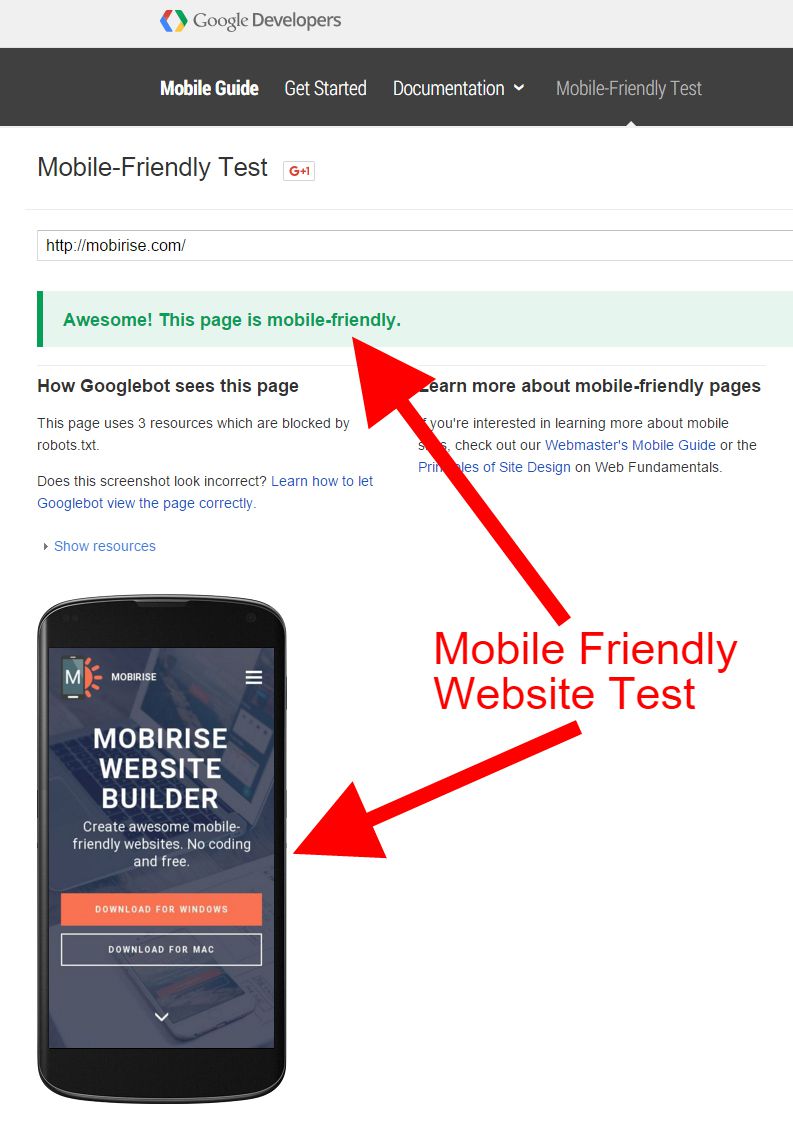 Google Developers
Mobile Guide Get Started Documentation Mobile-Friendly Test
Mobile-Friendly Test G+1
http://mobirise.com/
Awesome! This page is mobile-friendly.
How Googlebot sees this page
This page uses 3 resources which are blocked by
robots.txt.
Does this screenshot look incorrect? Learn how to let
Googlebot view the page correctly.
Show resources
Learn more about mobile-friendly pages
If you're interested in learning more about mobile
sites, check out our Webmaster's Mobile Guide or the
Principles of Site Design on Web Fundamentals.
Mobile Friendly
Website Test
M MOBIRISE
MOBIRISE
WEBSITE
BUILDER
Create awesome mobile-
friendly websites. No coding
and free.
DOWNLOAD FOR WINDOWS
DOWNLOAD FOR MAC